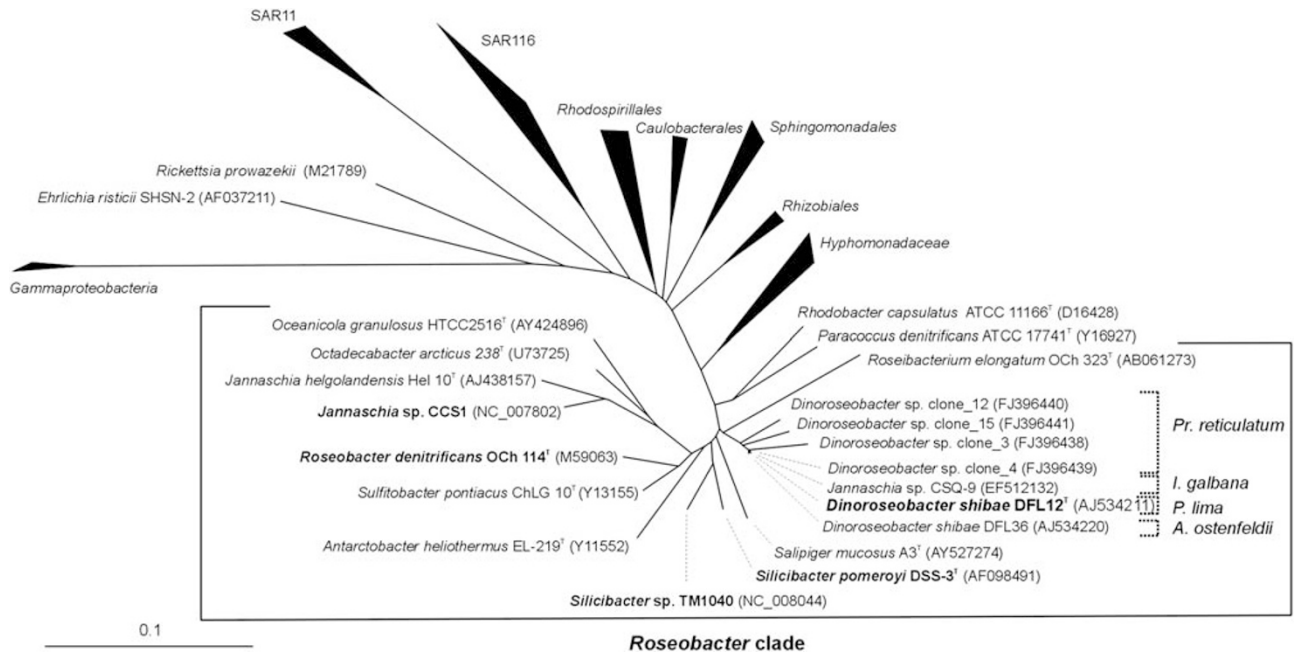 SAR11
SAR116
Rhodospirillales
Caulobacterales
Sphingomonadales
Rickettsia prowazekii (M21789)
Ehrlichia risticii SHSN-2 (AF037211)
Rhizobiales
Hyphomonadaceae
Gammaproteobacteria
Oceanicola granulosus HTCC2516ᵀ (AY424896)
Octadecabacter arcticus 238ᵀ (U73725)
Jannaschia helgolandensis Hel 10ᵀ (AJ438157)
Jannaschia sp. CCS1 (NC_007802)
Roseobacter denitrificans OCh 114ᵀ (M59063)
Sulfitobacter pontiacus ChLG 10ᵀ (Y13155)
Antarctobacter heliothermus EL-219ᵀ (Y11552)
Rhodobacter capsulatus ATCC 11166ᵀ (D16428)
Paracoccus denitrificans ATCC 17741ᵀ (Y16927)
Roseibacterium elongatum OCh 323ᵀ (AB061273)
Dinoroseobacter sp. clone_12 (FJ396440)
Dinoroseobacter sp. clone_15 (FJ396441)
Dinoroseobacter sp. clone_3 (FJ396438)
Dinoroseobacter sp. clone_4 (FJ396439)
Jannaschia sp. CSQ-9 (EF512132)
Dinoroseobacter shibae DFL12ᵀ (AJ534211)
Dinoroseobacter shibae DFL36 (AJ534220)
Pr. reticulatum
I. galbana
P. lima
A. ostenfeldii
Salipiger mucosus A3ᵀ (AY527274)
Silicibacter pomeroyi DSS-3ᵀ (AF098491)
Silicibacter sp. TM1040 (NC_008044)
0.1
Roseobacter clade